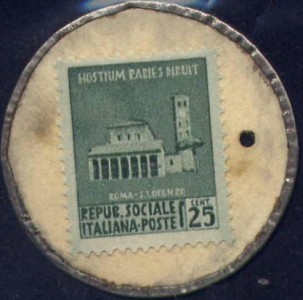 HOSTIUM RABIES DIRUIT
ROMA-S.LORENZO
REPUB. SOCIALE
ITALIANA-POSTE
CENT.
25